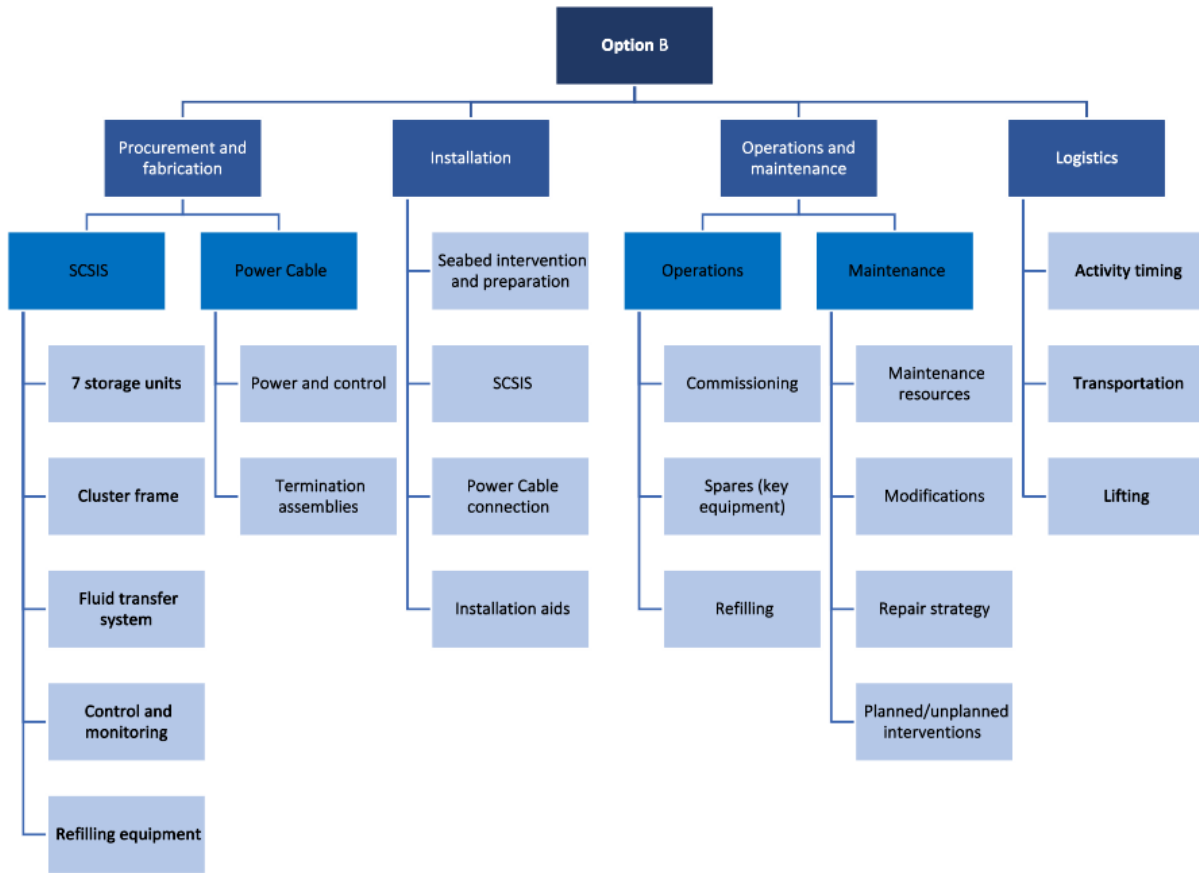 Option B
Procurement and
fabrication
Installation
Operations and
maintenance
Logistics
SCSIS
Power Cable
Seabed intervention
and preparation
Operations
Maintenance
Activity timing
7 storage units
Power and control
SCSIS
Commissioning
Maintenance
resources
Transportation
Cluster frame
Termination
assemblies
Power Cable
connection
Spares (key
equipment)
Modifications
Lifting
Fluid transfer
system
Installation aids
Refilling
Repair strategy
Control and
monitoring
Planned/unplanned
interventions
Refilling equipment